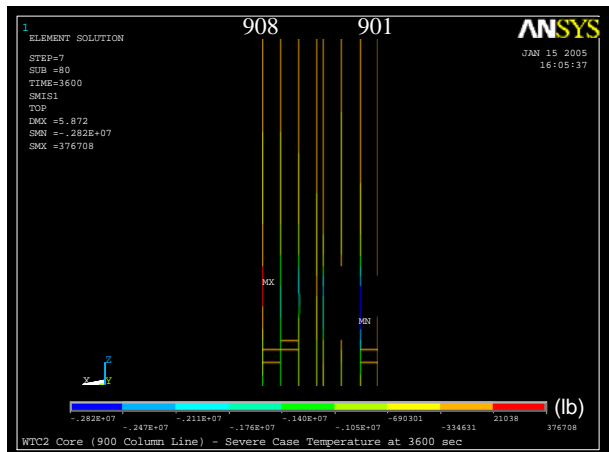 908 901
1
ELEMENT SOLUTION
ANSYS
JAN 15 2005
16:05:37
STEP=7
SUB =80
TIME=3600
SMIS1
TOP
DMX =5.872
SMN =-.282E+07
SMX =376708
MX
MN
Z
X Y
(lb)
-.282E+07 -.211E+07 -.140E+07 -690301 21038
-.247E+07 -.176E+07 -.105E+07 -334631 376708
WTC2 Core (900 Column Line) - Severe Case Temperature at 3600 sec